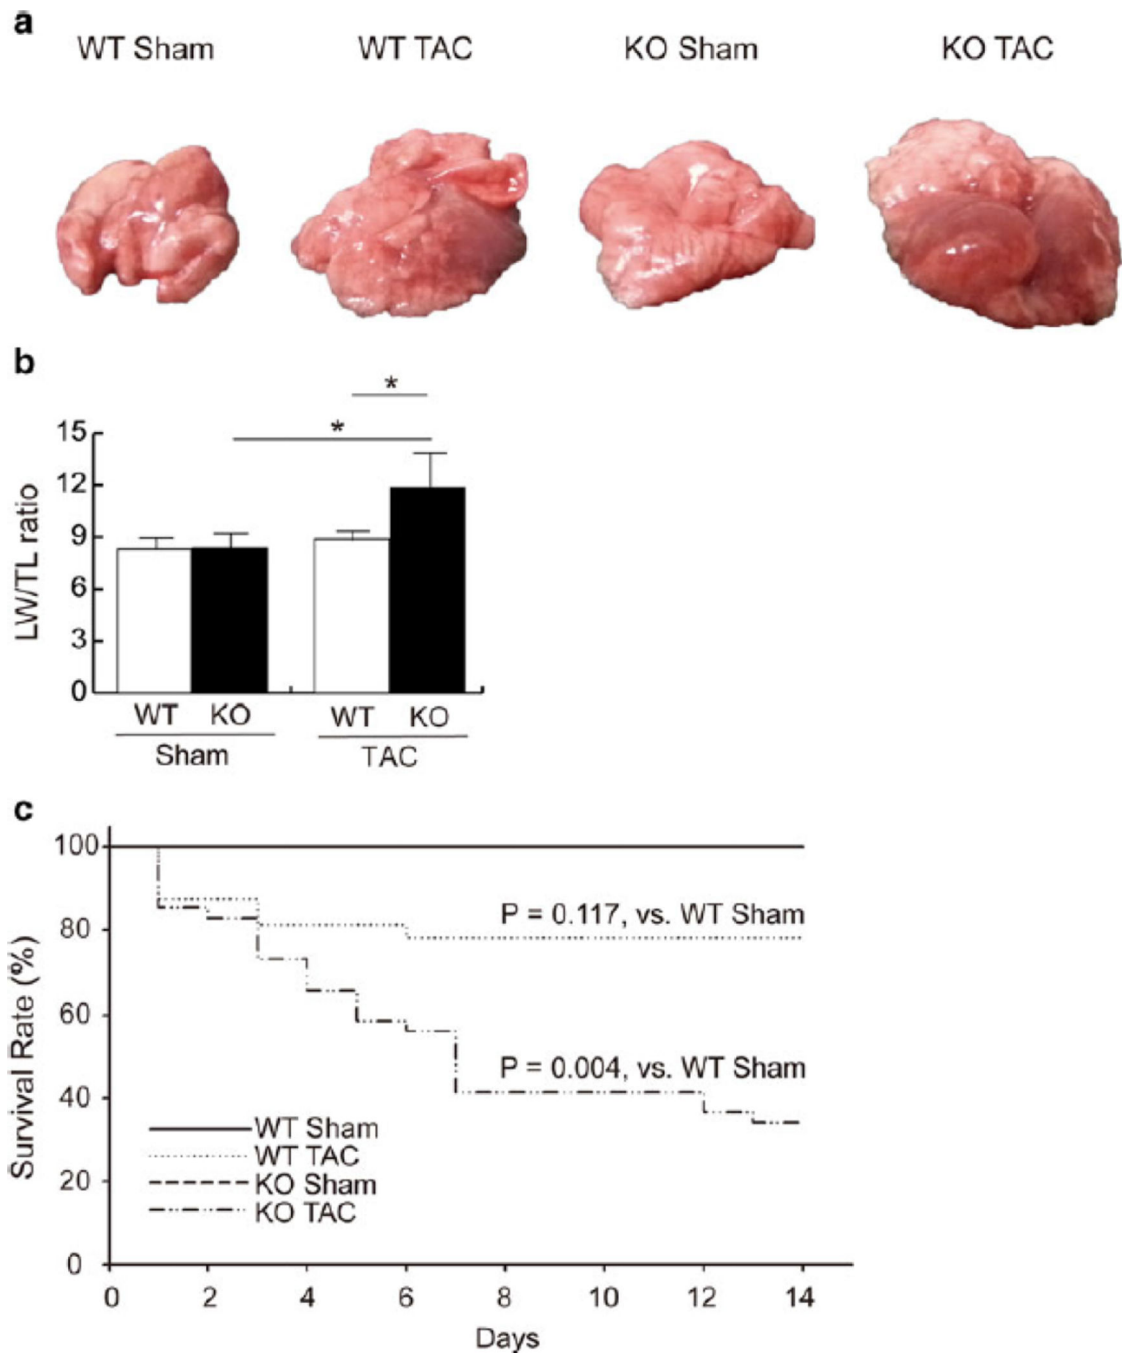 a
WT Sham WT TAC KO Sham KO TAC
b
*
*
15
12
9
6
3
0
LW/TL ratio
WT KO WT KO
Sham TAC
c
100
80
60
40
20
0
Survival Rate (%)
P = 0.117, vs. WT Sham
P = 0.004, vs. WT Sham
WT Sham
WT TAC
KO Sham
KO TAC
0 2 4 6 8 10 12 14
Days